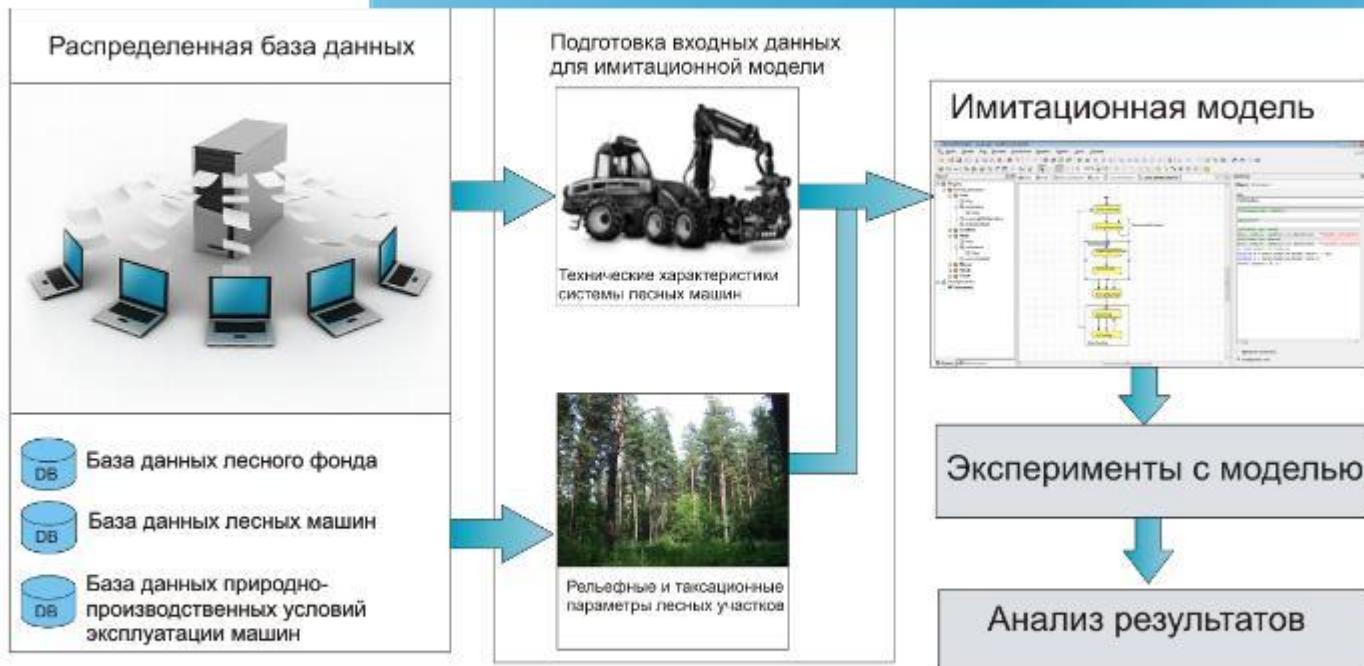 Распределенная база данных
DB
База данных лесного фонда
DB
База данных лесных машин
DB
База данных природно-
производственных условий
эксплуатации машин
Подготовка входных данных
для имитационной модели
Технические характеристики
системы лесных машин
Рельефные и таксационные
параметры лесных участков
Имитационная модель
Эксперименты с моделью
Анализ результатов